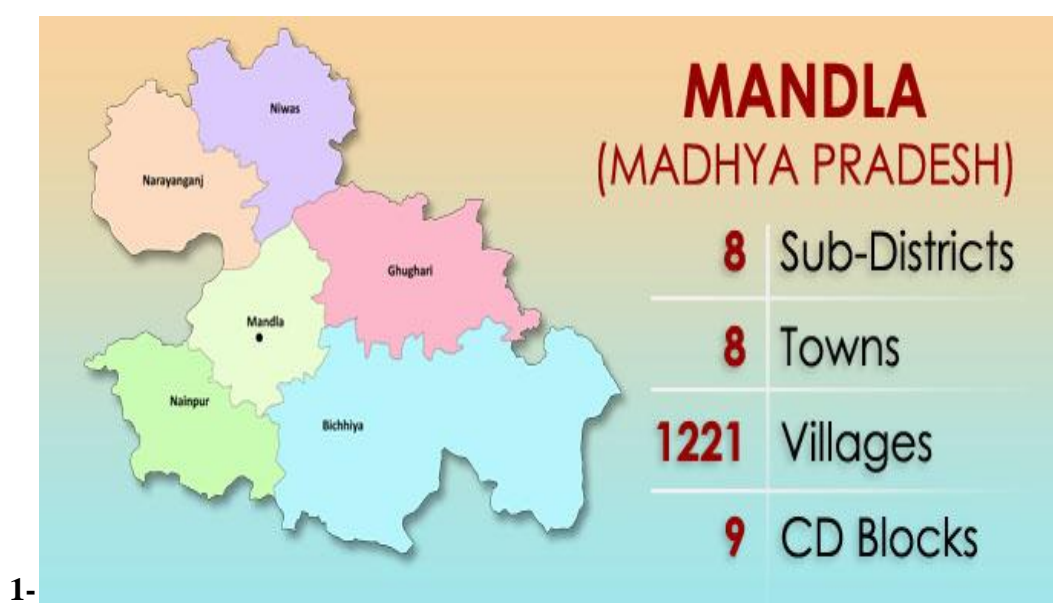 Niwas
Narayanganj
Ghughari
Mandla
Nainpur
Bichhiya
MANDLA
(MADHYA PRADESH)
8 Sub-Districts
8 Towns
1221 Villages
9 CD Blocks
1-